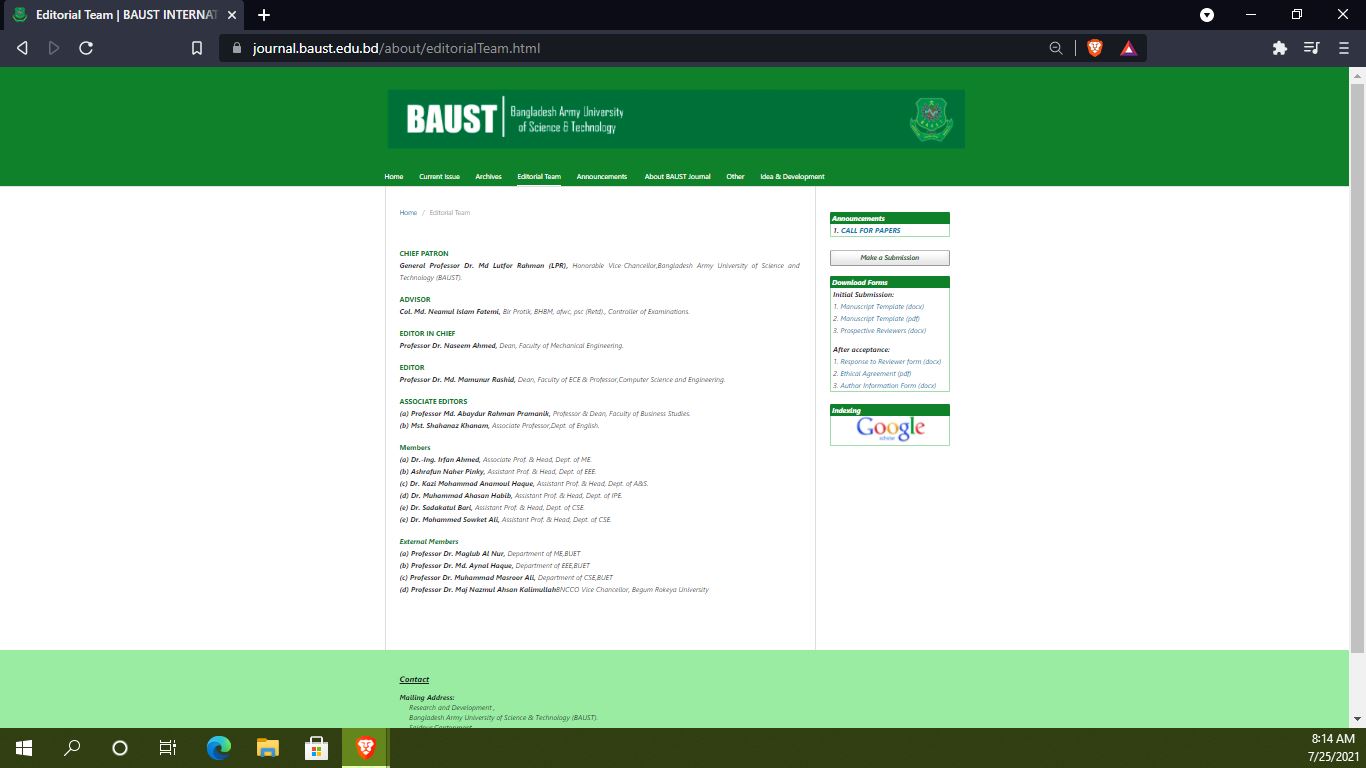 Editorial Team | BAUST INTERNAT
journal.baust.edu.bd/about/editorialTeam.html
BAUST
Bangladesh Army University
of Science & Technology
Home Current Issue Archives Editorial Team Announcements About BAUST Journal Other Idea & Development
Home / Editorial Team
CHIEF PATRON
General Professor Dr. Md Lutfor Rahman (LPR), Honorable Vice-Chancellor,Bangladesh Army University of Science and
Technology (BAUST).
ADVISOR
Col. Md. Neamul Islam Fatemi, Bir Protik, BHBM, afwc, psc (Retd)., Controller of Examinations.
EDITOR IN CHIEF
Professor Dr. Naseem Ahmed, Dean, Faculty of Mechanical Engineering.
EDITOR
Professor Dr. Md. Mamunur Rashid, Dean, Faculty of ECE & Professor,Computer Science and Engineering.
ASSOCIATE EDITORS
(a) Professor Md. Abaydur Rahman Pramanik, Professor & Dean, Faculty of Business Studies.
(b) Mst. Shahanaz Khanam, Associate Professor,Dept. of English.
Members
(a) Dr.-Ing. Irfan Ahmed, Associate Prof. & Head, Dept. of ME.
(b) Ashrafun Naher Pinky, Assistant Prof. & Head, Dept. of EEE.
(c) Dr. Kazi Mohammad Anamoul Haque, Assistant Prof. & Head, Dept. of A&S.
(d) Dr. Muhammad Ahasan Habib, Assistant Prof. & Head, Dept. of IPE.
(e) Dr. Sadakatul Bari, Assistant Prof. & Head, Dept. of CSE.
(e) Dr. Mohammed Sowket Ali, Assistant Prof. & Head, Dept. of CSE.
External Members
(a) Professor Dr. Maglub Al Nur, Department of ME,BUET
(b) Professor Dr. Md. Aynal Haque, Department of EEE,BUET
(c) Professor Dr. Muhammad Masroor Ali, Department of CSE,BUET
(d) Professor Dr. Maj Nazmul Ahsan KalimullahBNCCO Vice Chancellor, Begum Rokeya University
Announcements
1. CALL FOR PAPERS
Make a Submission
Download Forms
Initial Submission:
1. Manuscript Template (docx)
2. Manuscript Template (pdf)
3. Prospective Reviewers (docx)
After acceptance:
1. Response to Reviewer form (docx)
2. Ethical Agreement (pdf)
3. Author Information Form (docx)
Indexing
Google
scholar
Contact
Mailing Address:
Research and Development ,
Bangladesh Army University of Science & Technology (BAUST).
8:14 AM
7/25/2021